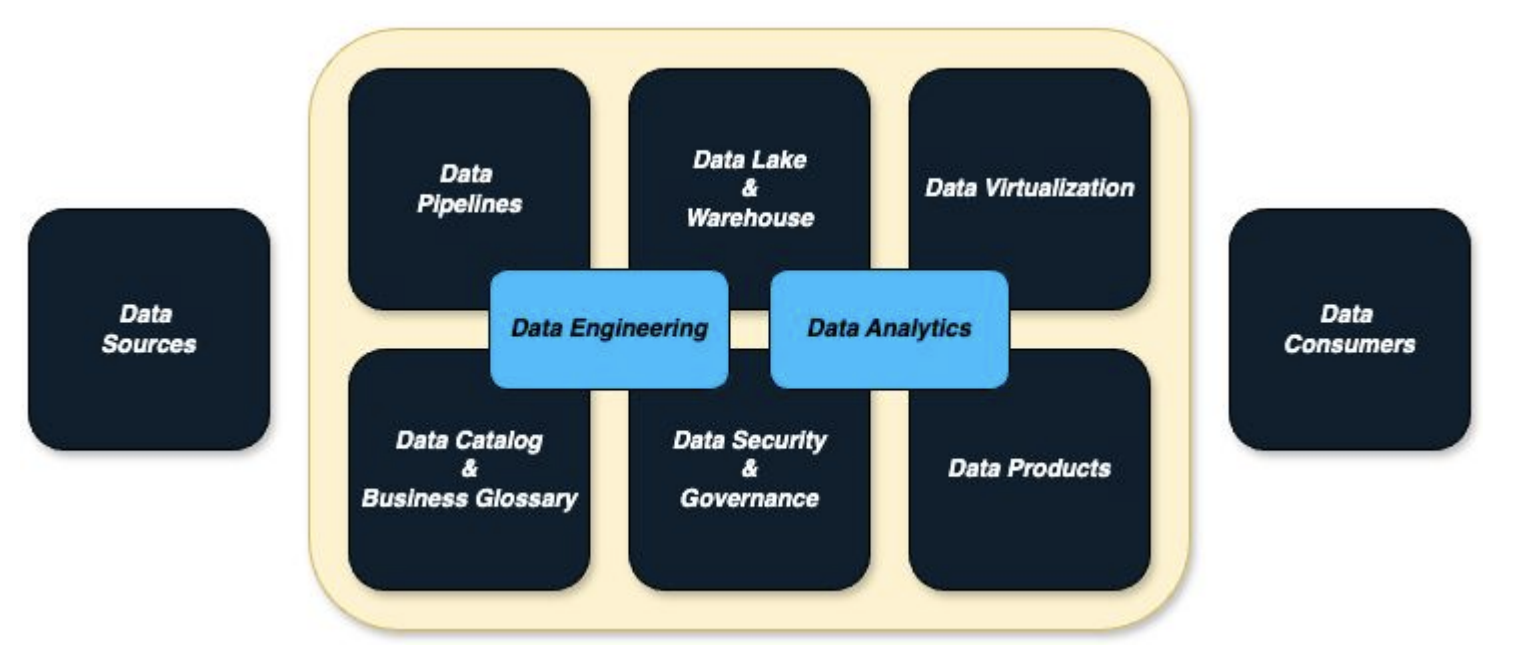 Data
Pipelines
Data Lake
&
Warehouse
Data Virtualization
Data
Sources
Data Engineering
Data Analytics
Data
Consumers
Data Catalog
&
Business Glossary
Data Security
&
Governance
Data Products